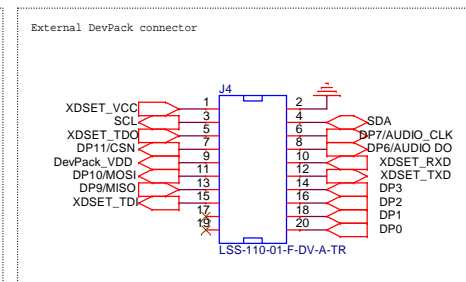 External DevPack connector
J4
XDSET_VCC 1 2
SCL 3 4 SDA
XDSET_TDO 5 6 DP7/AUDIO_CLK
DP11/CSN 7 8 DP6/AUDIO DO
DevPack_VDD 9 10 XDSET_RXD
DP10/MOSI 11 12 XDSET_TXD
DP9/MISO 13 14 DP3
XDSET_TDI 15 16 DP2
17 18 DP1
19 20 DP0
LSS-110-01-F-DV-A-TR